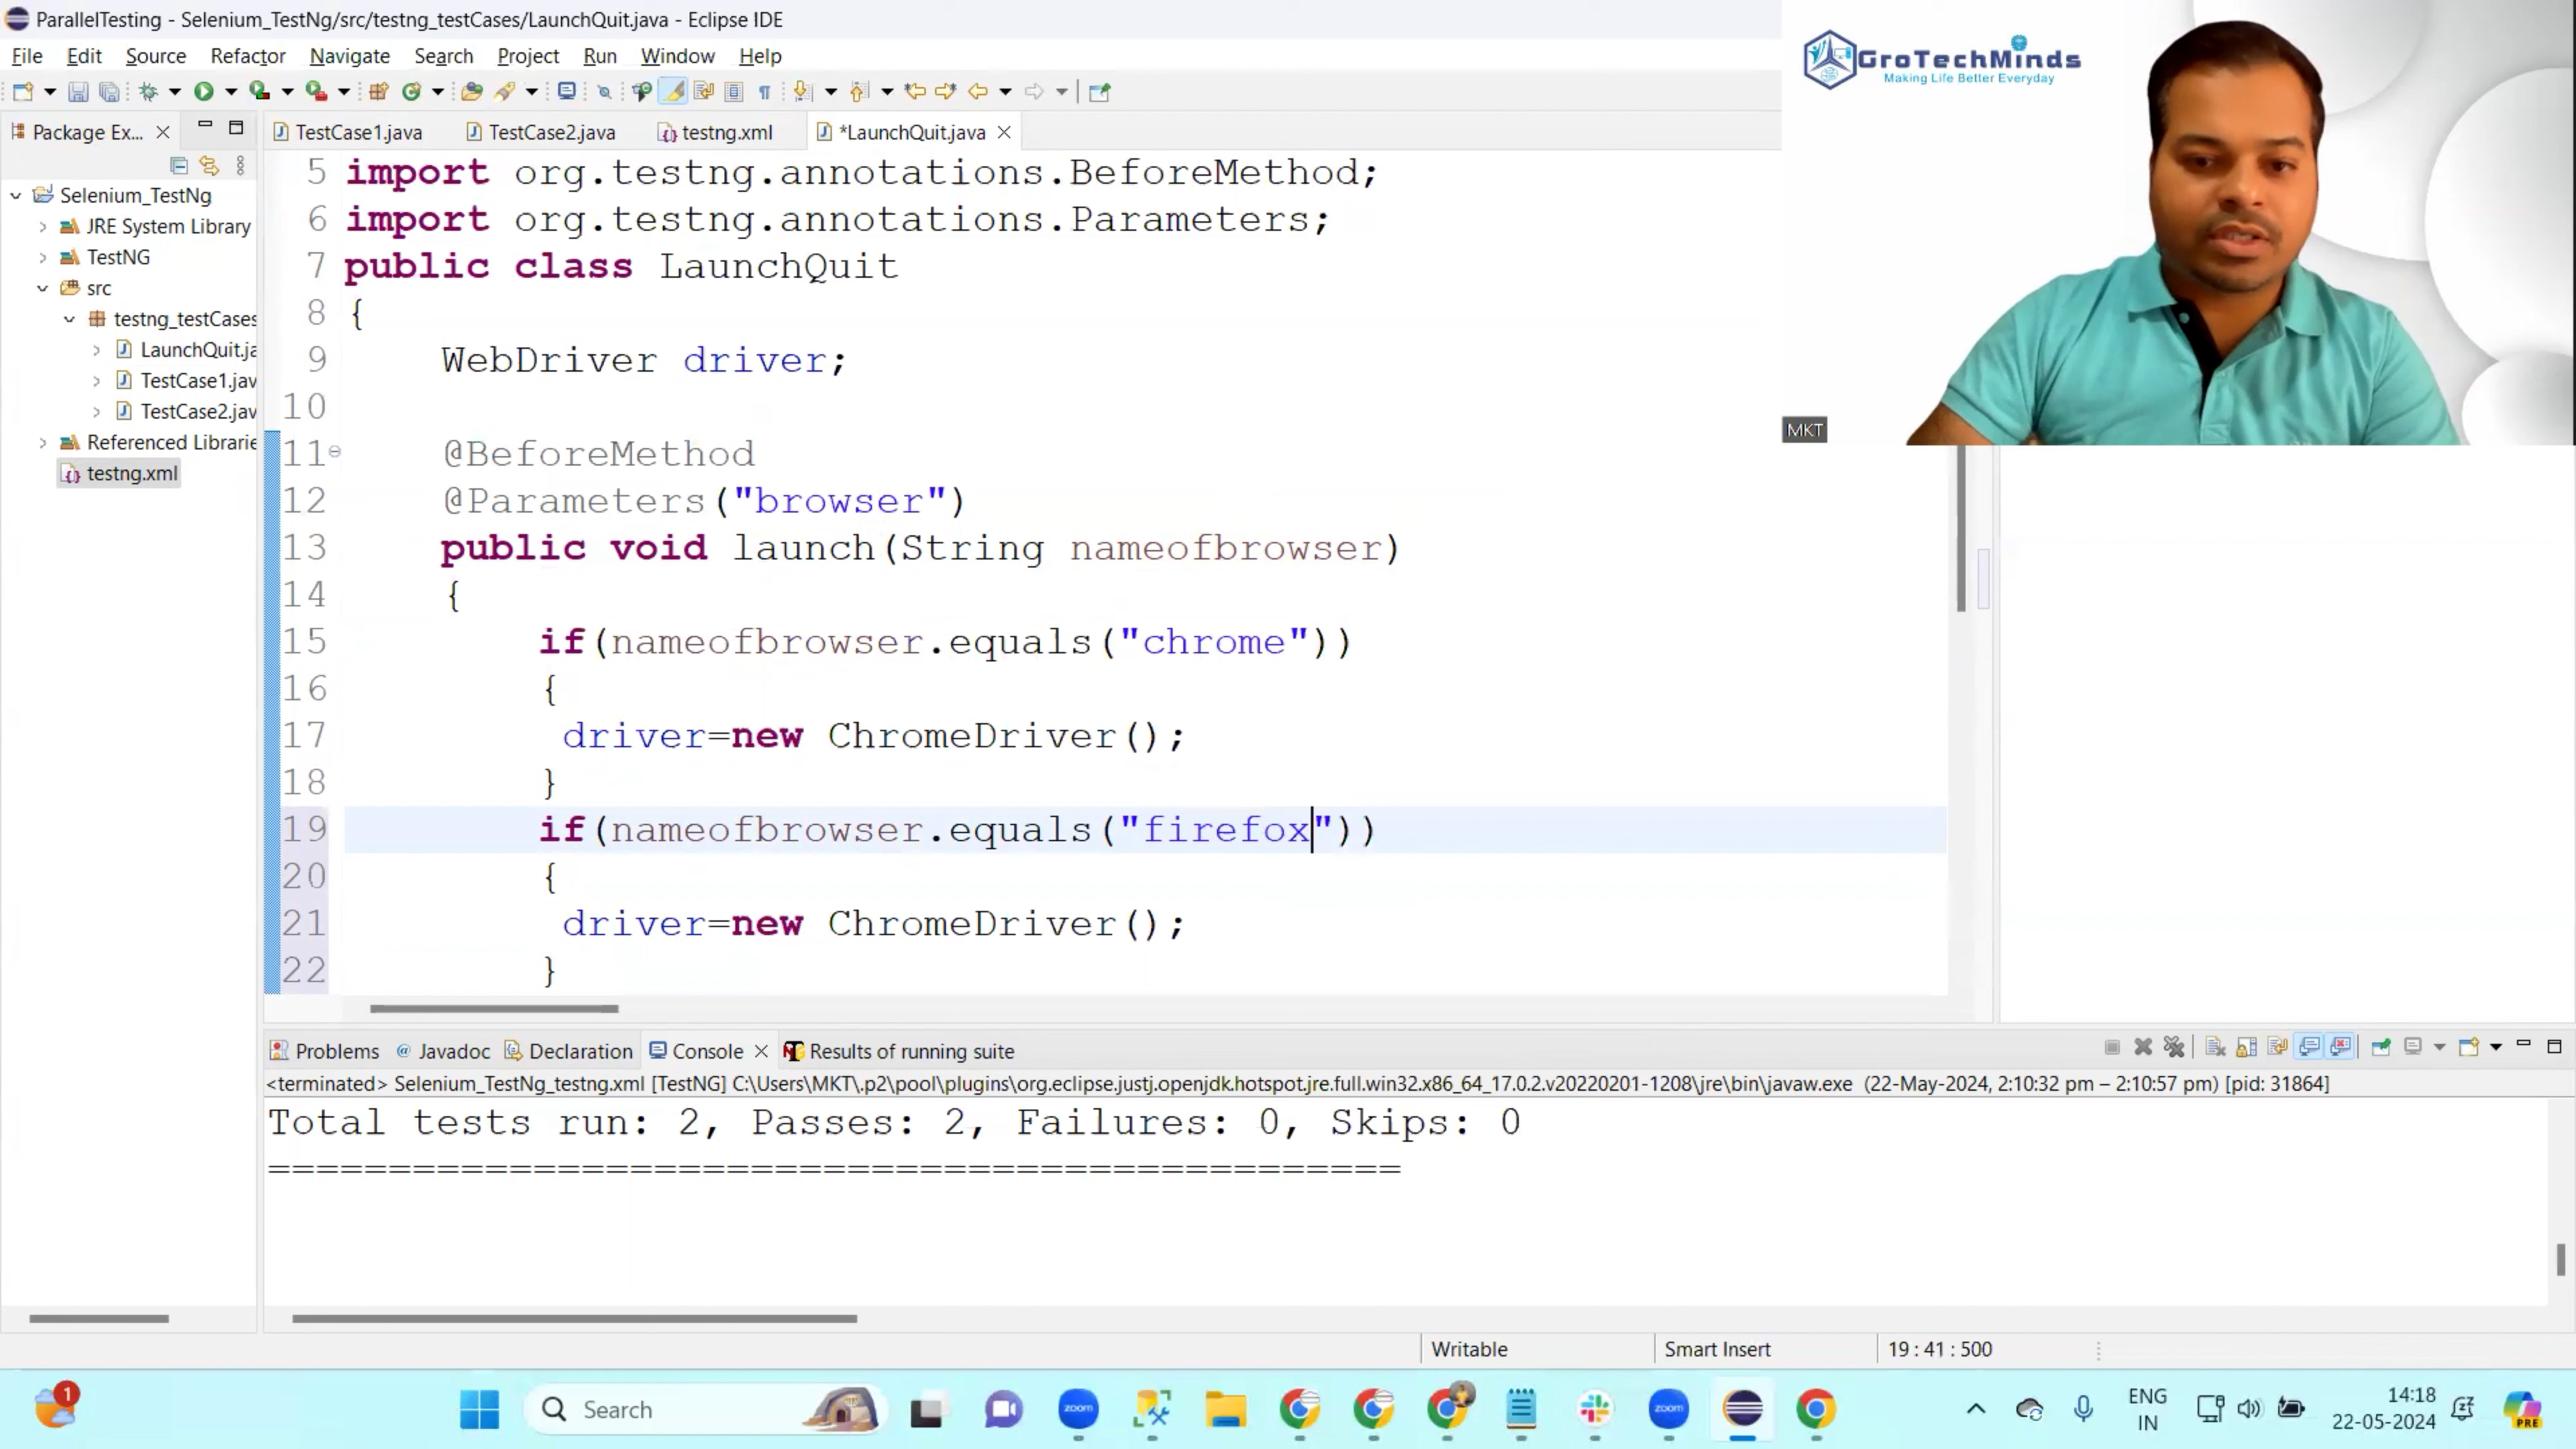 ParallelTesting - Selenium_TestNg/src/testng_testCases/LaunchQuit.java - Eclipse IDE
File Edit Source Refactor Navigate Search Project Run Window Help
GroTechMinds
Making Life Better Everyday
Package Ex...
TestCase1.java TestCase2.java testng.xml *LaunchQuit.java
Selenium_TestNg
JRE System Library
TestNG
src
testng_testCases
LaunchQuit.ja
TestCase1.jav
TestCase2.jav
Referenced Librarie
testng.xml
5 import org.testng.annotations.BeforeMethod;
6 import org.testng.annotations.Parameters;
7 public class LaunchQuit
8 {
9 WebDriver driver;
10
11 @BeforeMethod
12 @Parameters("browser")
13 public void launch(String nameofbrowser)
14 {
15 if(nameofbrowser.equals("chrome"))
16 {
17 driver=new ChromeDriver();
18 }
19 if(nameofbrowser.equals("firefox"))
20 {
21 driver=new ChromeDriver();
22 }
MKT
Problems @ Javadoc Declaration Console Results of running suite
<terminated> Selenium_TestNg_testng.xml [TestNG] C:\Users\MKT\.p2\pool\plugins\org.eclipse.justj.openjdk.hotspot.jre.full.win32.x86_64_17.0.2.v20220201-1208\jre\bin\javaw.exe (22-May-2024, 2:10:32 pm – 2:10:57 pm) [pid: 31864]
Total tests run: 2, Passes: 2, Failures: 0, Skips: 0
===============================================
Writable Smart Insert 19 : 41 : 500
1
Search
zoom
zoom
ENG
IN
14:18
22-05-2024
PRE